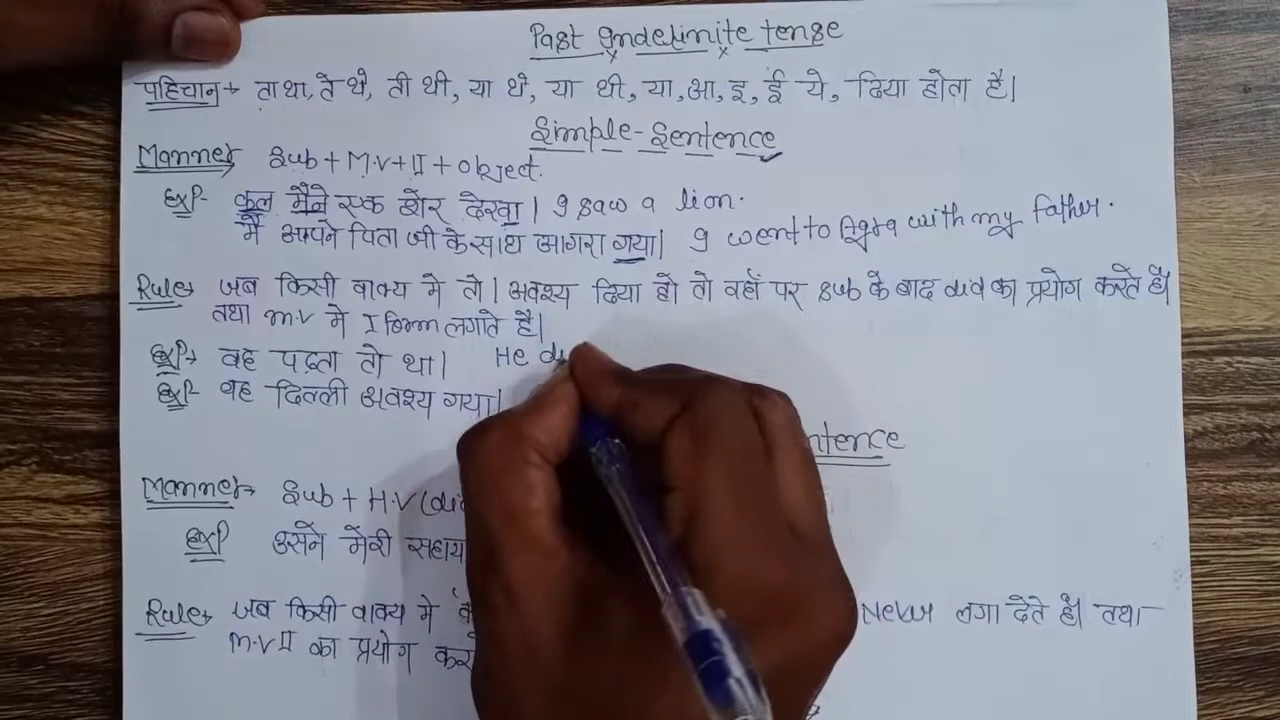 Past Indefinite tense
पहिचान → ता था, ते थे, ती थी, या थे, या थी, या, आ, इ, ई ये, दिया होता है।
Simple-Sentence
Manner → Sub + M.V + II + Object.
Exp- कल मैने एक शेर देखा। I saw a lion.
मैं अपने पिता जी के साथ आगरा गया। I went to Agra with my Father.
Rule → जब किसी वाक्य मे तो। अवश्य दिया हो तो वहाँ पर Sub के बाद did का प्रयोग करते है।
तथा m.v मे I Form लगाते है।
Exp → वह पढ़ता तो था। He di
Exp- वह दिल्ली अवश्य गया।
ntence
Manner → Sub + H.V (di
Exp उसने मेरी सहाय
Rule → जब किसी वाक्य मे Never लगा देते है। तथा
m.v II का प्रयोग कर